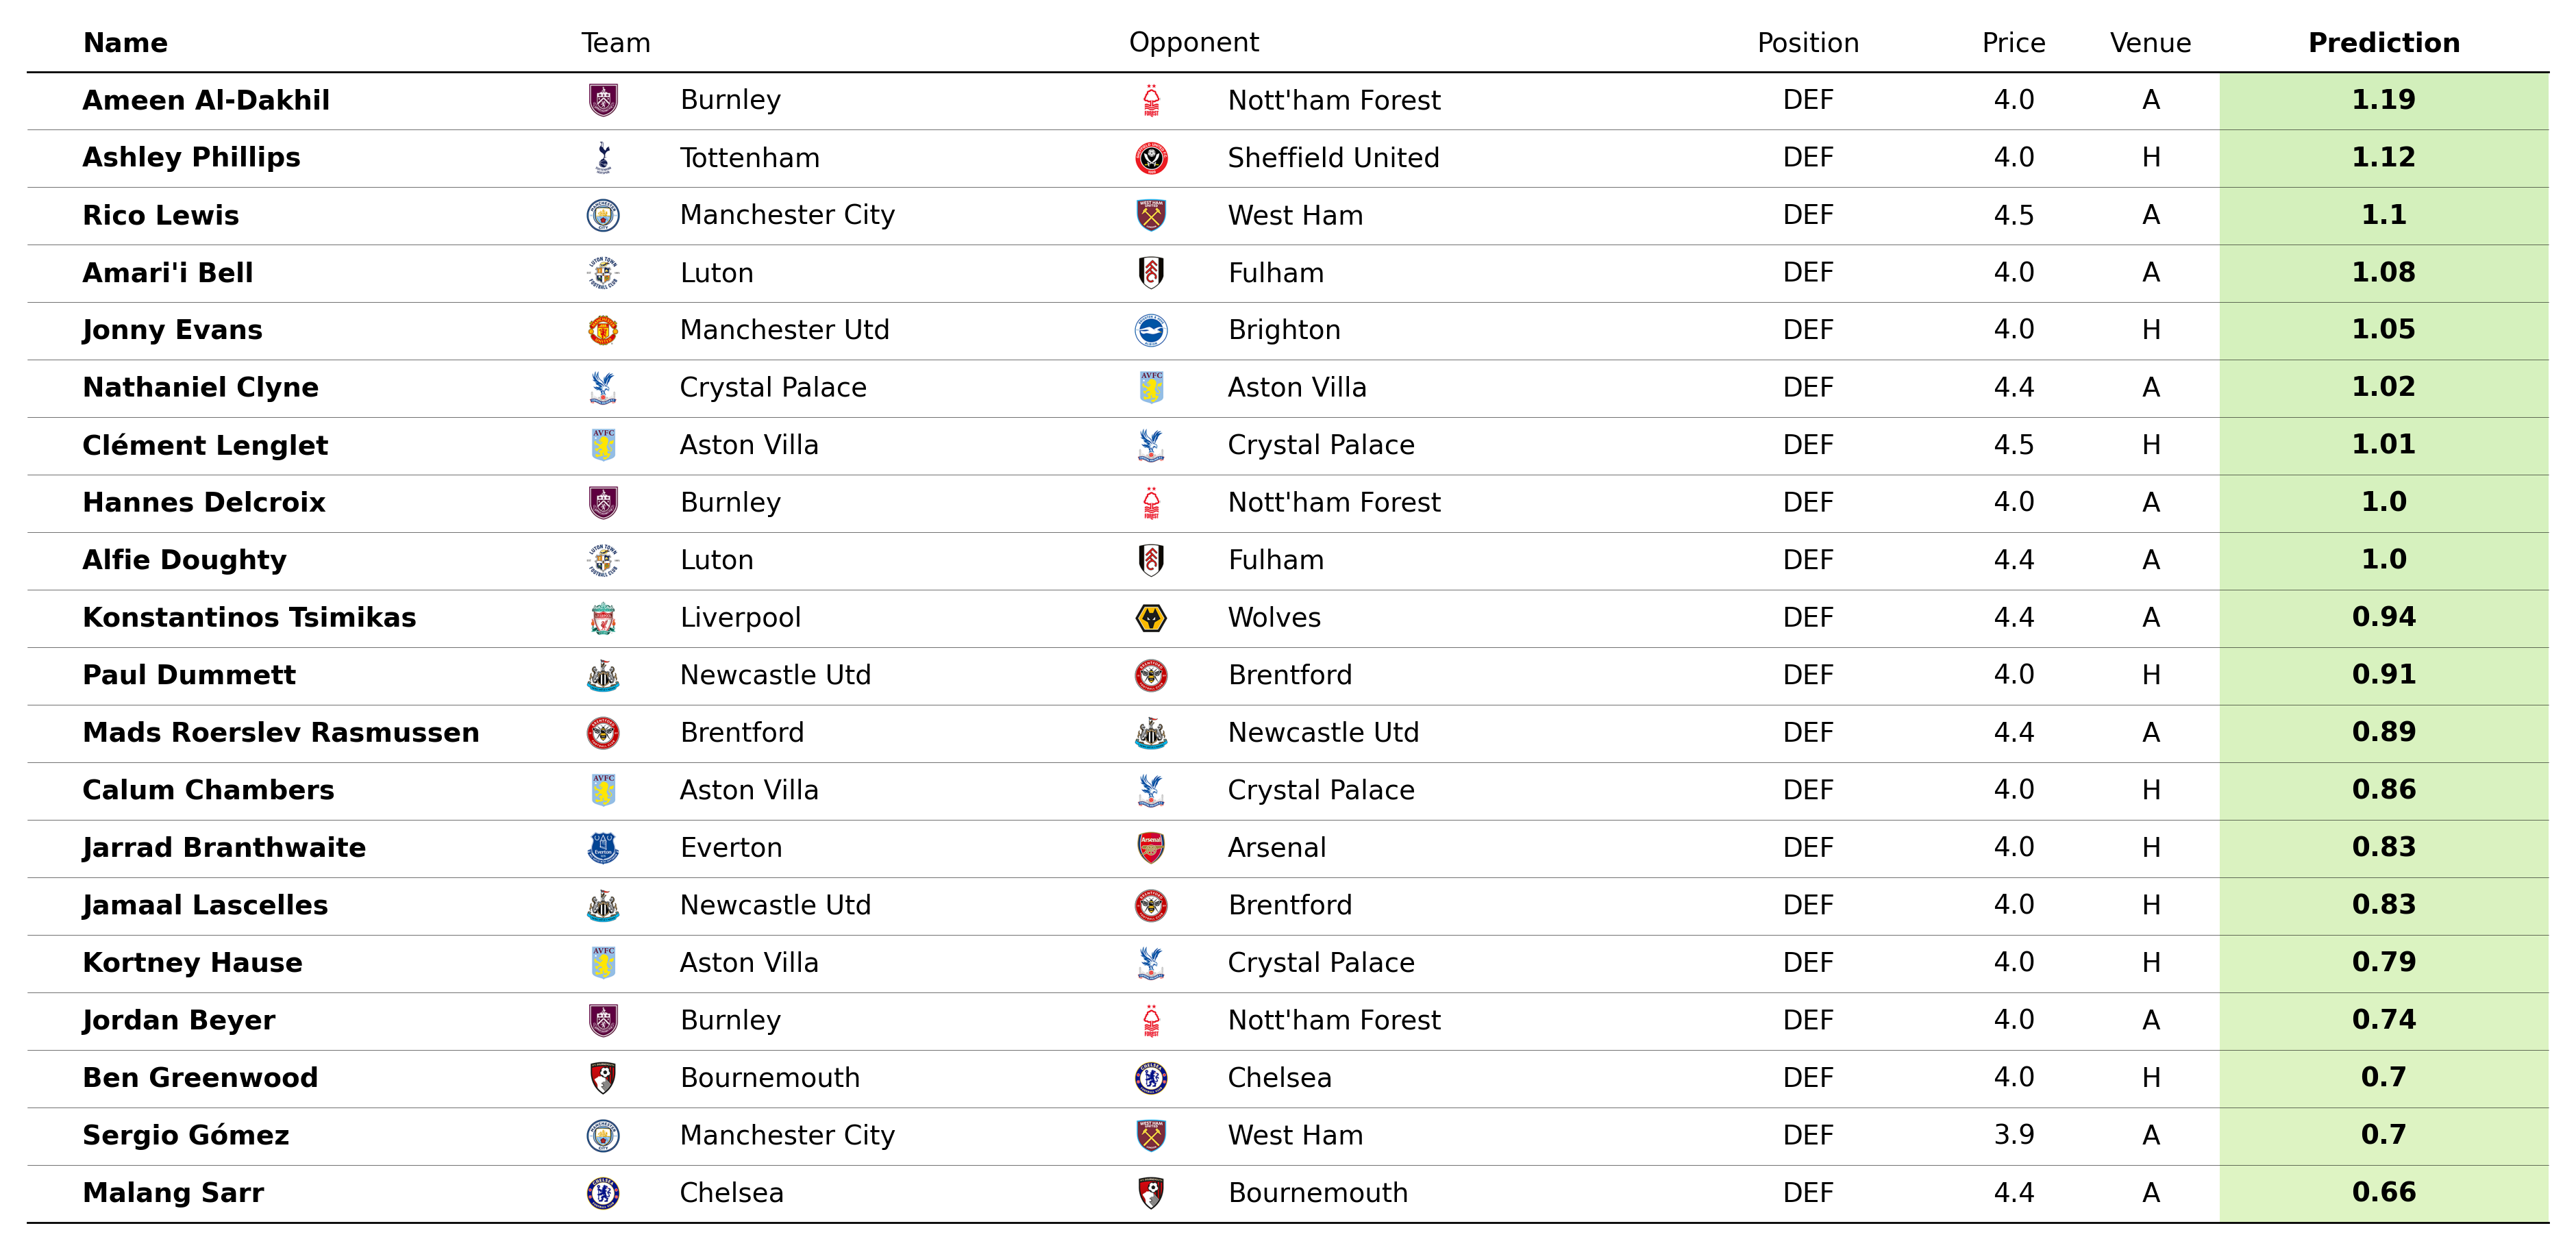 Name Team Opponent Position Price Venue Prediction
Ameen Al-Dakhil Burnley Nott'ham Forest DEF 4.0 A 1.19
Ashley Phillips Tottenham Sheffield United DEF 4.0 H 1.12
Rico Lewis Manchester City West Ham DEF 4.5 A 1.1
Amari'i Bell Luton Fulham DEF 4.0 A 1.08
Jonny Evans Manchester Utd Brighton DEF 4.0 H 1.05
Nathaniel Clyne Crystal Palace Aston Villa DEF 4.4 A 1.02
Clément Lenglet Aston Villa Crystal Palace DEF 4.5 H 1.01
Hannes Delcroix Burnley Nott'ham Forest DEF 4.0 A 1.0
Alfie Doughty Luton Fulham DEF 4.4 A 1.0
Konstantinos Tsimikas Liverpool Wolves DEF 4.4 A 0.94
Paul Dummett Newcastle Utd Brentford DEF 4.0 H 0.91
Mads Roerslev Rasmussen Brentford Newcastle Utd DEF 4.4 A 0.89
Calum Chambers Aston Villa Crystal Palace DEF 4.0 H 0.86
Jarrad Branthwaite Everton Arsenal DEF 4.0 H 0.83
Jamaal Lascelles Newcastle Utd Brentford DEF 4.0 H 0.83
Kortney Hause Aston Villa Crystal Palace DEF 4.0 H 0.79
Jordan Beyer Burnley Nott'ham Forest DEF 4.0 A 0.74
Ben Greenwood Bournemouth Chelsea DEF 4.0 H 0.7
Sergio Gómez Manchester City West Ham DEF 3.9 A 0.7
Malang Sarr Chelsea Bournemouth DEF 4.4 A 0.66